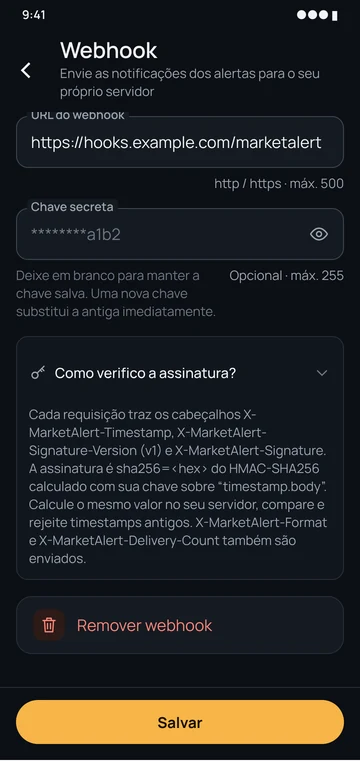 9:41
Webhook
Envie as notificações dos alertas para o seu
próprio servidor
URL do webhook
https://hooks.example.com/marketalert
http / https · máx. 500
Chave secreta
********a1b2
Deixe em branco para manter a
chave salva. Uma nova chave
substitui a antiga imediatamente.
Opcional · máx. 255
Como verifico a assinatura?
Cada requisição traz os cabeçalhos X-
MarketAlert-Timestamp, X-MarketAlert-
Signature-Version (v1) e X-MarketAlert-Signature.
A assinatura é sha256=<hex> do HMAC-SHA256
calculado com sua chave sobre “timestamp.body”.
Calcule o mesmo valor no seu servidor, compare e
rejeite timestamps antigos. X-MarketAlert-Format
e X-MarketAlert-Delivery-Count também são
enviados.
Remover webhook
Salvar